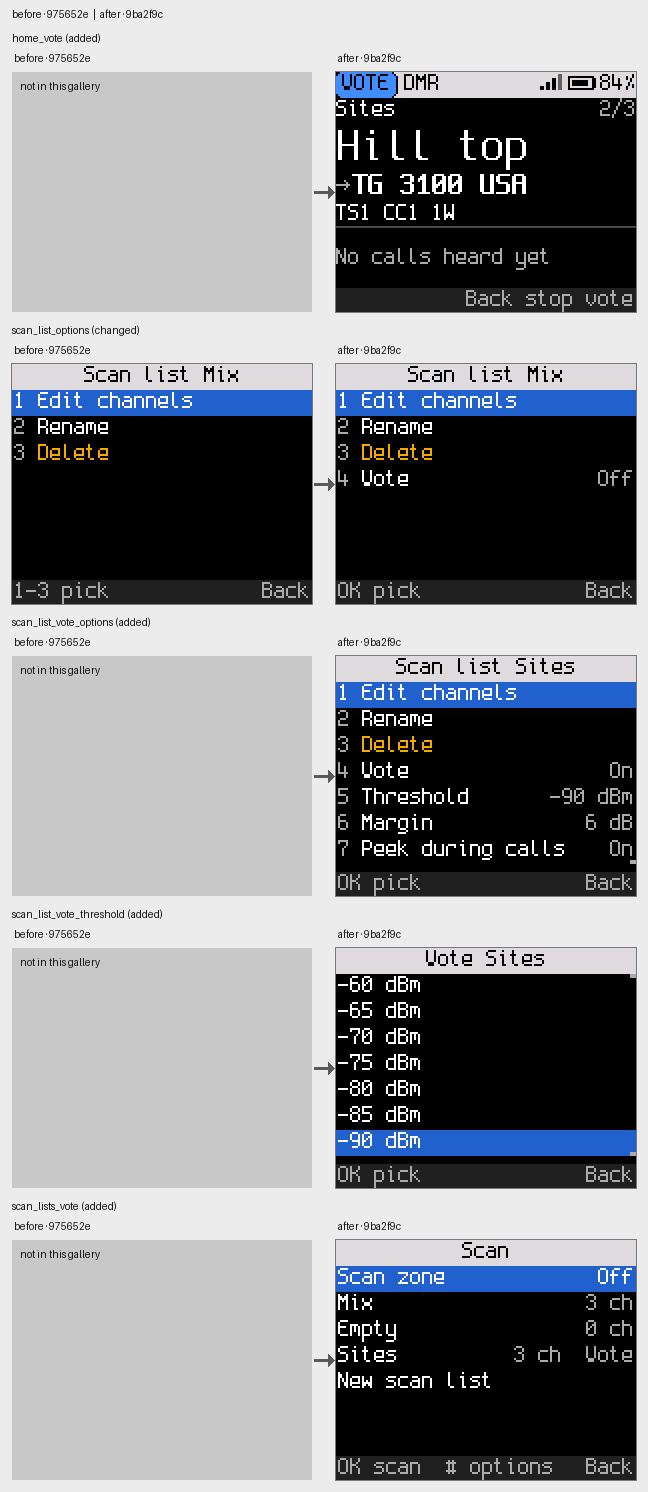 before · 975652e | after · 9ba2f9c
home_vote (added)
before · 975652e
after · 9ba2f9c
not in this gallery
VOTE DMR 84%
Sites 2/3
Hill top
→TG 3100 USA
TS1 CC1 1W
No calls heard yet
Back stop vote
scan_list_options (changed)
before · 975652e
after · 9ba2f9c
Scan list Mix
1 Edit channels
2 Rename
3 Delete
1-3 pick Back
Scan list Mix
1 Edit channels
2 Rename
3 Delete
4 Vote Off
OK pick Back
scan_list_vote_options (added)
before · 975652e
after · 9ba2f9c
not in this gallery
Scan list Sites
1 Edit channels
2 Rename
3 Delete
4 Vote On
5 Threshold -90 dBm
6 Margin 6 dB
7 Peek during calls On
OK pick Back
scan_list_vote_threshold (added)
before · 975652e
after · 9ba2f9c
not in this gallery
Vote Sites
-60 dBm
-65 dBm
-70 dBm
-75 dBm
-80 dBm
-85 dBm
-90 dBm
OK pick Back
scan_lists_vote (added)
before · 975652e
after · 9ba2f9c
not in this gallery
Scan
Scan zone Off
Mix 3 ch
Empty 0 ch
Sites 3 ch Vote
New scan list
OK scan # options Back